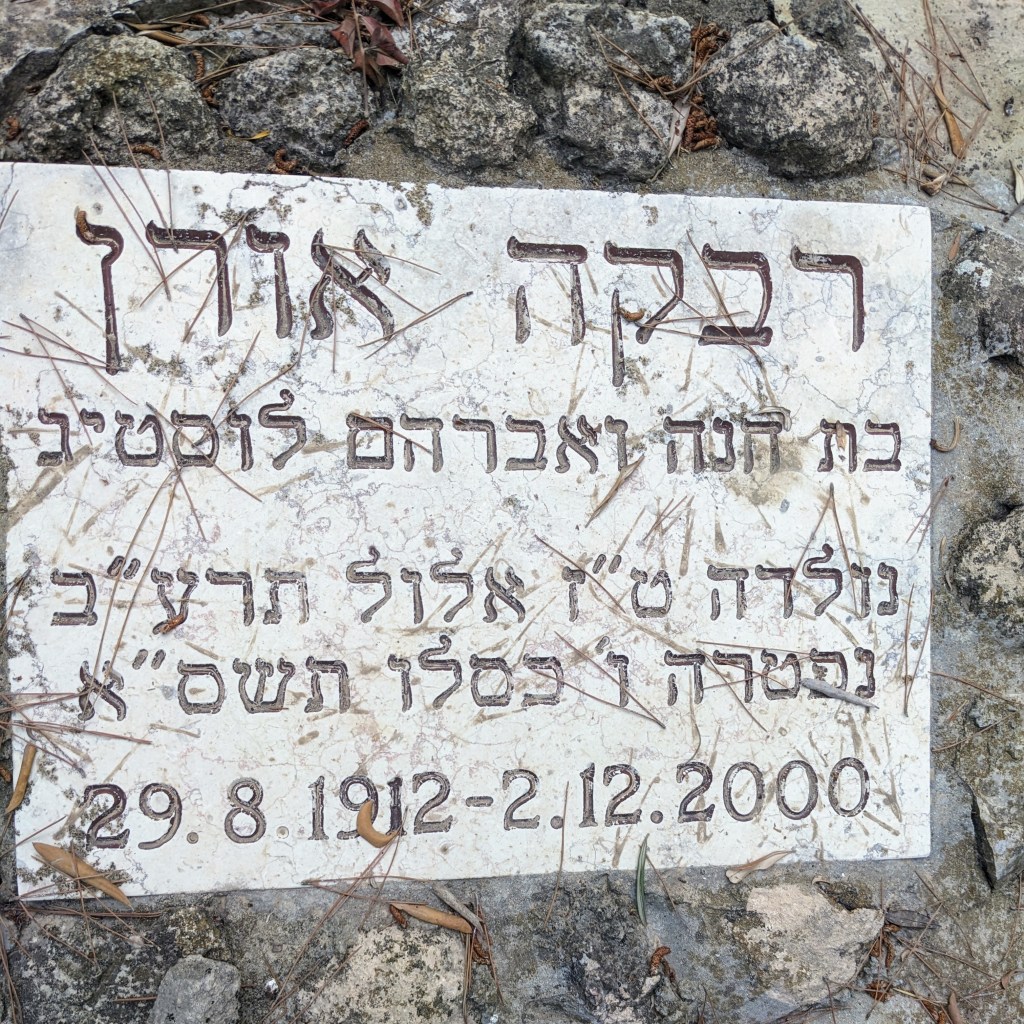 רבקה אורן
בת חנה ואברהם לוסטיג
נולדה ט"ז אלול תרע"ב
נפטרה ו' כסלו תשס"א
29.8.1912-2.12.2000